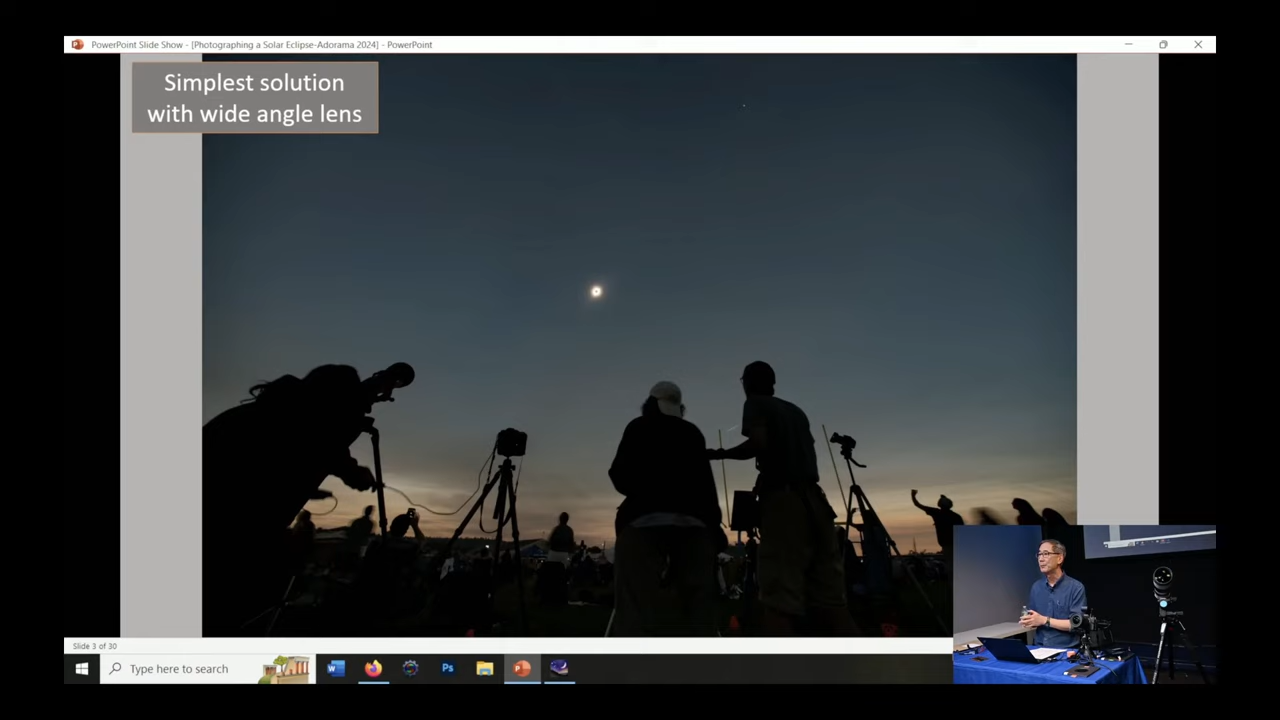 PowerPoint Slide Show - [Photographing a Solar Eclipse-Adorama 2024] - PowerPoint
Simplest solution
with wide angle lens
Slide 3 of 30
Type here to search
W
Ps
P